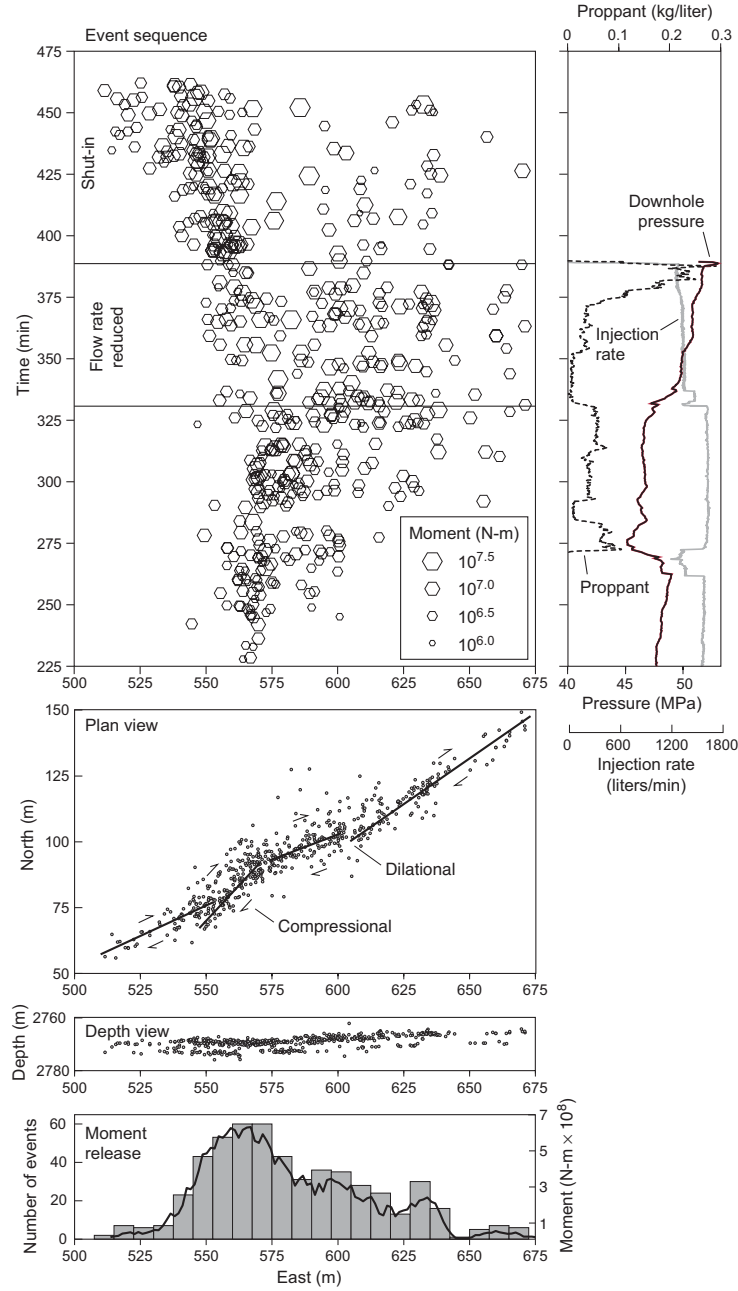 Proppant (kg/liter)
0 0.1 0.2 0.3
Event sequence
475
450
425
400
375
350
325
300
275
250
225
Time (min)
Shut-in
Flow rate
reduced
Downhole
pressure
Injection
rate
Proppant
Moment (N-m)
10^7.5
10^7.0
10^6.5
10^6.0
500 525 550 575 600 625 650 675
40 45 50
Pressure (MPa)
0 600 1200 1800
Injection rate
(liters/min)
Plan view
150
125
100
75
50
North (m)
Dilational
Compressional
500 525 550 575 600 625 650 675
Depth view
2760
2780
Depth (m)
500 525 550 575 600 625 650 675
Moment
release
60
40
20
0
Number of events
7
5
3
1
Moment (N-m × 10^8)
500 525 550 575 600 625 650 675
East (m)